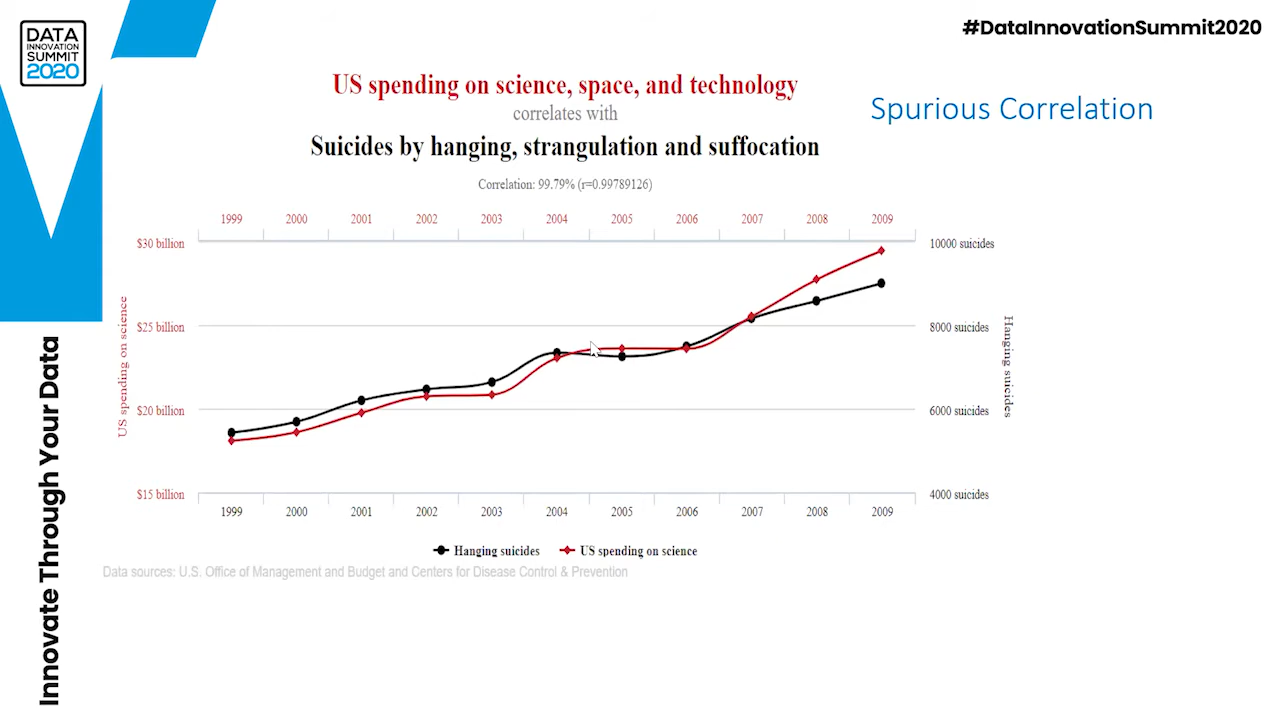 DATA
INNOVATION
SUMMIT
2020
#DataInnovationSummit2020
US spending on science, space, and technology
correlates with
Suicides by hanging, strangulation and suffocation
Spurious Correlation
Correlation: 99.79% (r=0.99789126)
1999 2000 2001 2002 2003 2004 2005 2006 2007 2008 2009
$30 billion 10000 suicides
$25 billion 8000 suicides
$20 billion 6000 suicides
$15 billion 4000 suicides
US spending on science
Hanging suicides
1999 2000 2001 2002 2003 2004 2005 2006 2007 2008 2009
Hanging suicides US spending on science
Data sources: U.S. Office of Management and Budget and Centers for Disease Control & Prevention
Innovate Through Your Data